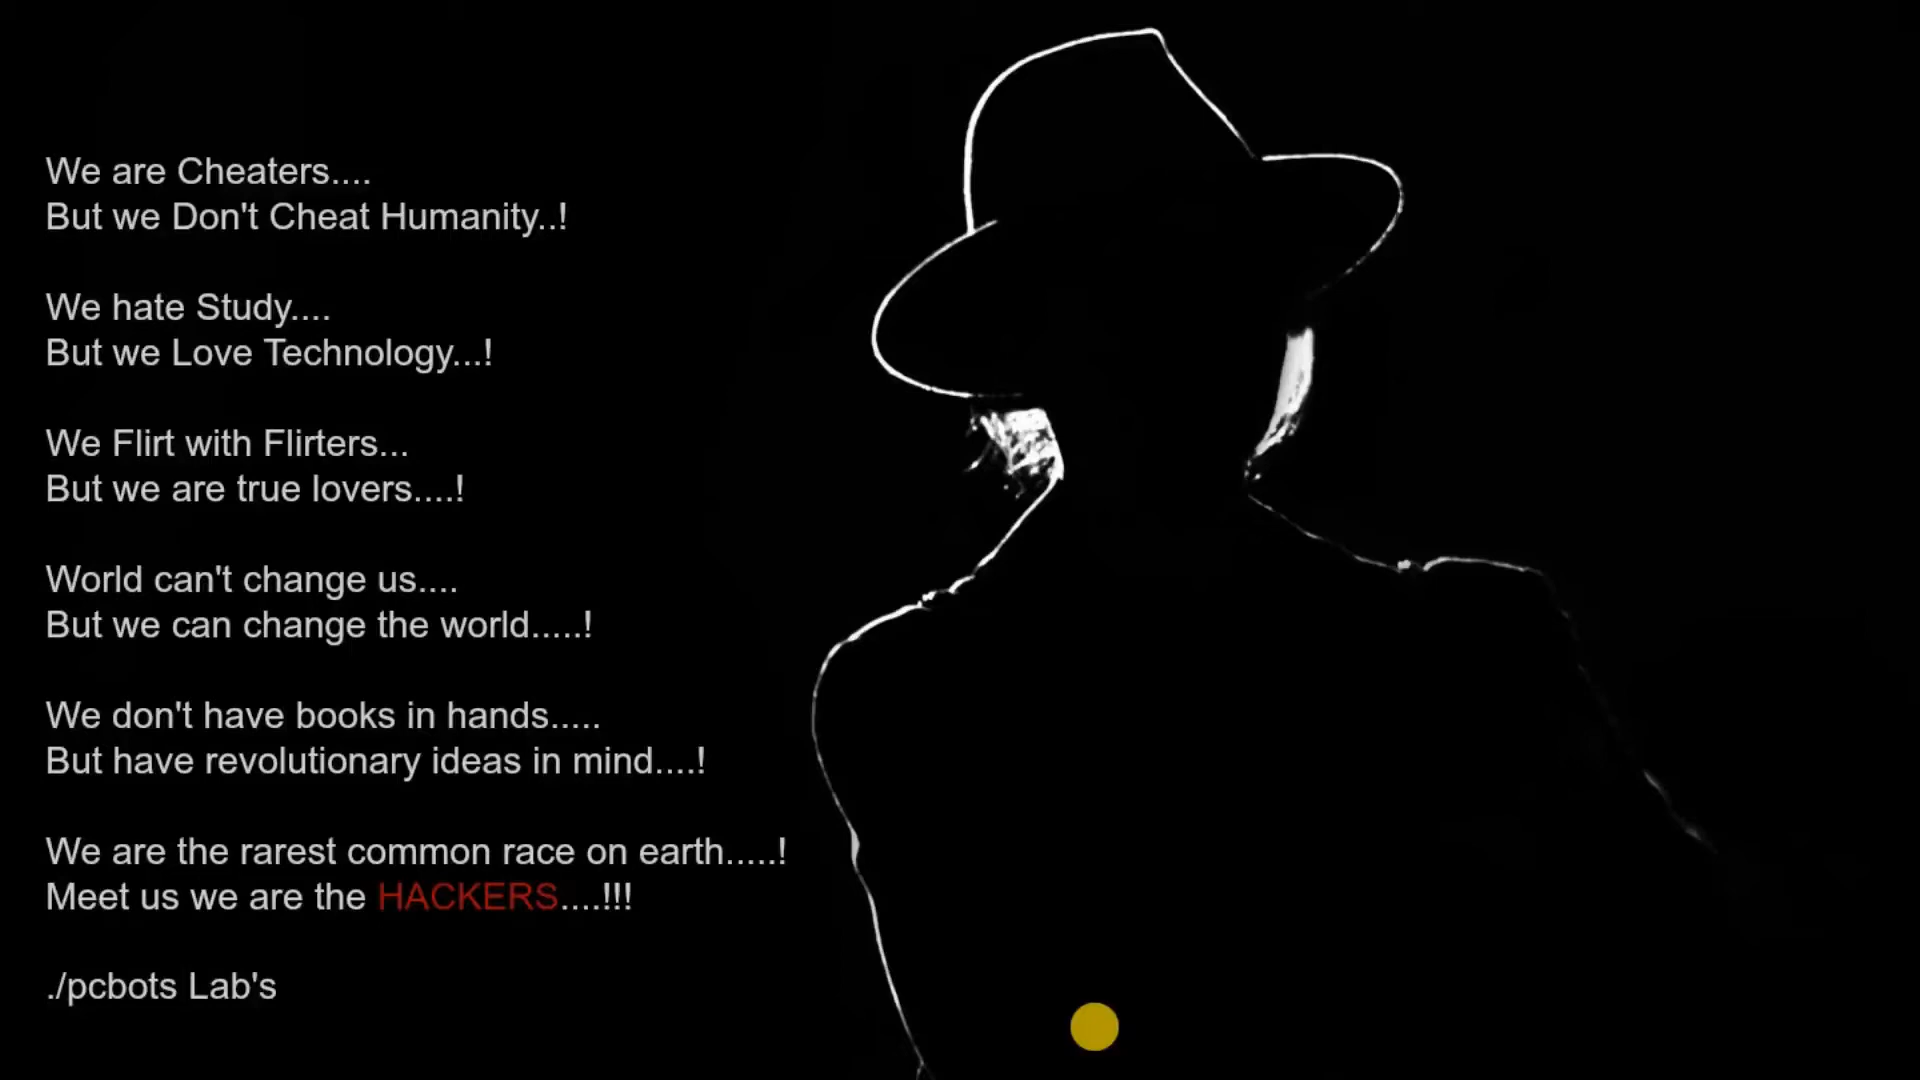 We are Cheaters....
But we Don't Cheat Humanity..!
We hate Study....
But we Love Technology...!
We Flirt with Flirters...
But we are true lovers....!
World can't change us....
But we can change the world.....!
We don't have books in hands.....
But have revolutionary ideas in mind....!
We are the rarest common race on earth.....!
Meet us we are the HACKERS....!!!
./pcbots Lab's